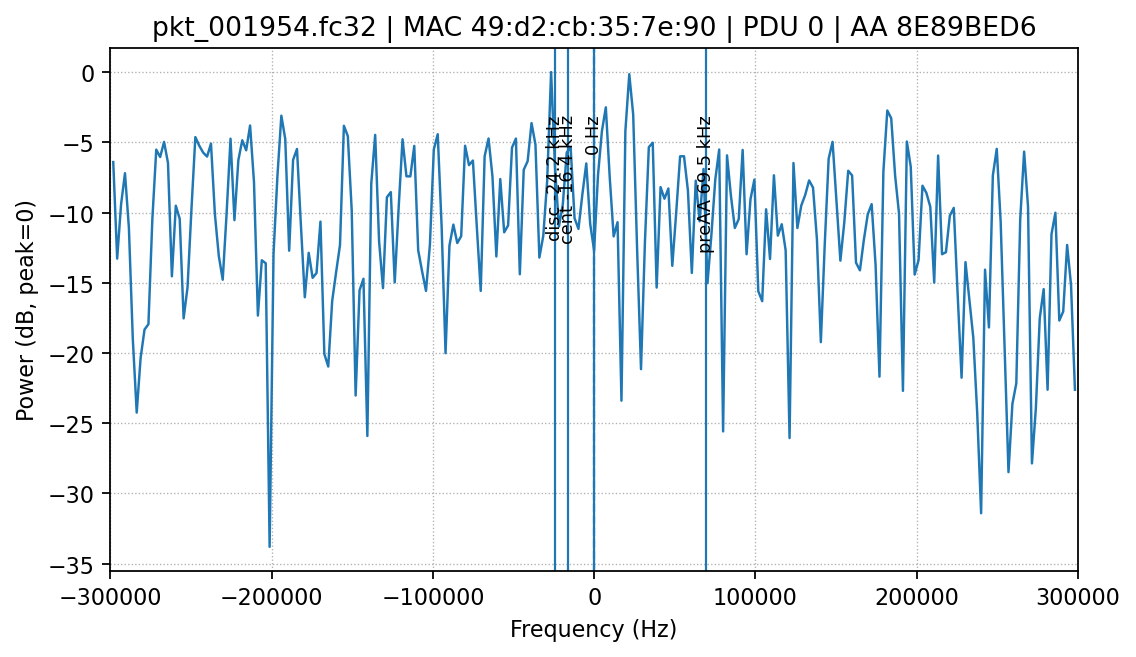 pkt_001954.fc32 | MAC 49:d2:cb:35:7e:90 | PDU 0 | AA 8E89BED6
Power (dB, peak=0)
0
−5
−10
−15
−20
−25
−30
−35
disc -24.2 kHz
cent -16.4 kHz
0 Hz
preAA 69.5 kHz
−300000
−200000
−100000
0
100000
200000
300000
Frequency (Hz)